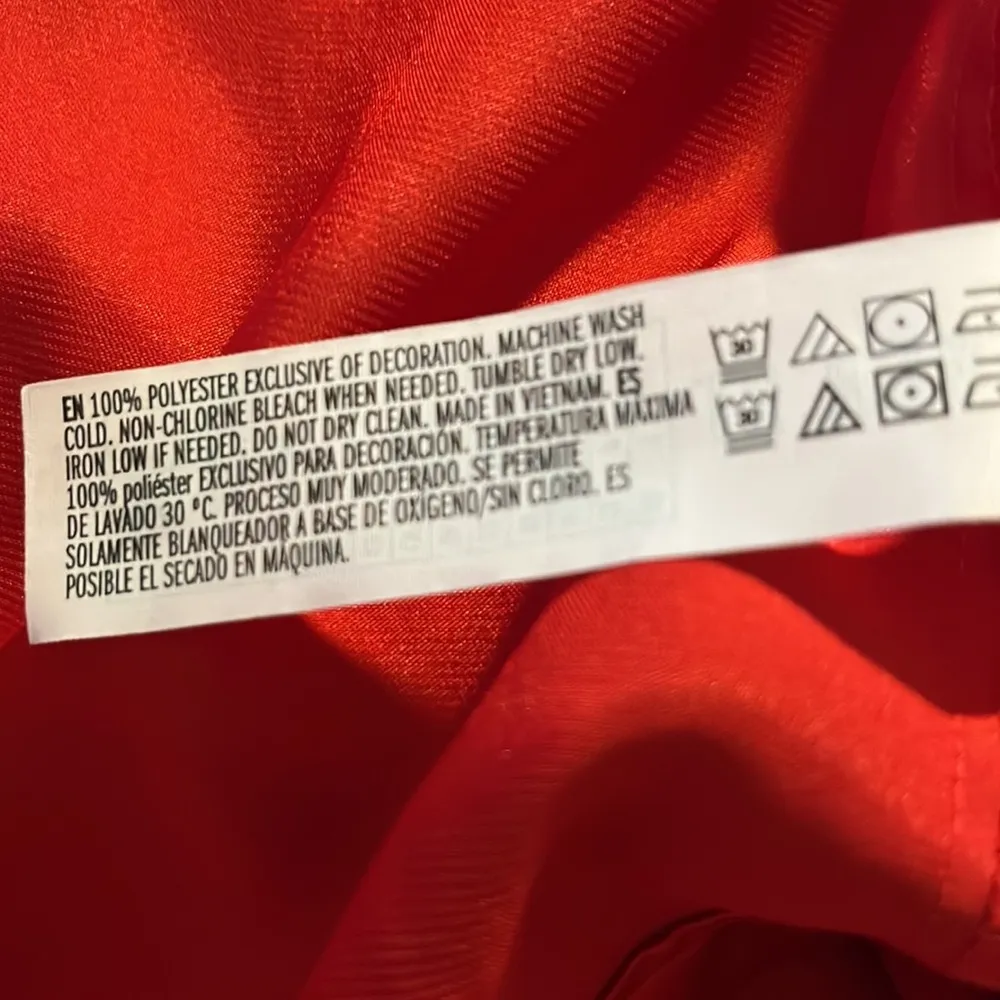 EN 100% POLYESTER EXCLUSIVE OF DECORATION. MACHINE WASH
COLD. NON-CHLORINE BLEACH WHEN NEEDED. TUMBLE DRY LOW.
IRON LOW IF NEEDED. DO NOT DRY CLEAN. MADE IN VIETNAM. ES
100% poliéster EXCLUSIVO PARA DECORACIÓN. TEMPERATURA MÁXIMA
DE LAVADO 30 °C. PROCESO MUY MODERADO. SE PERMITE
SOLAMENTE BLANQUEADOR A BASE DE OXÍGENO/SIN CLORO. ES
POSIBLE EL SECADO EN MÁQUINA.
30
30